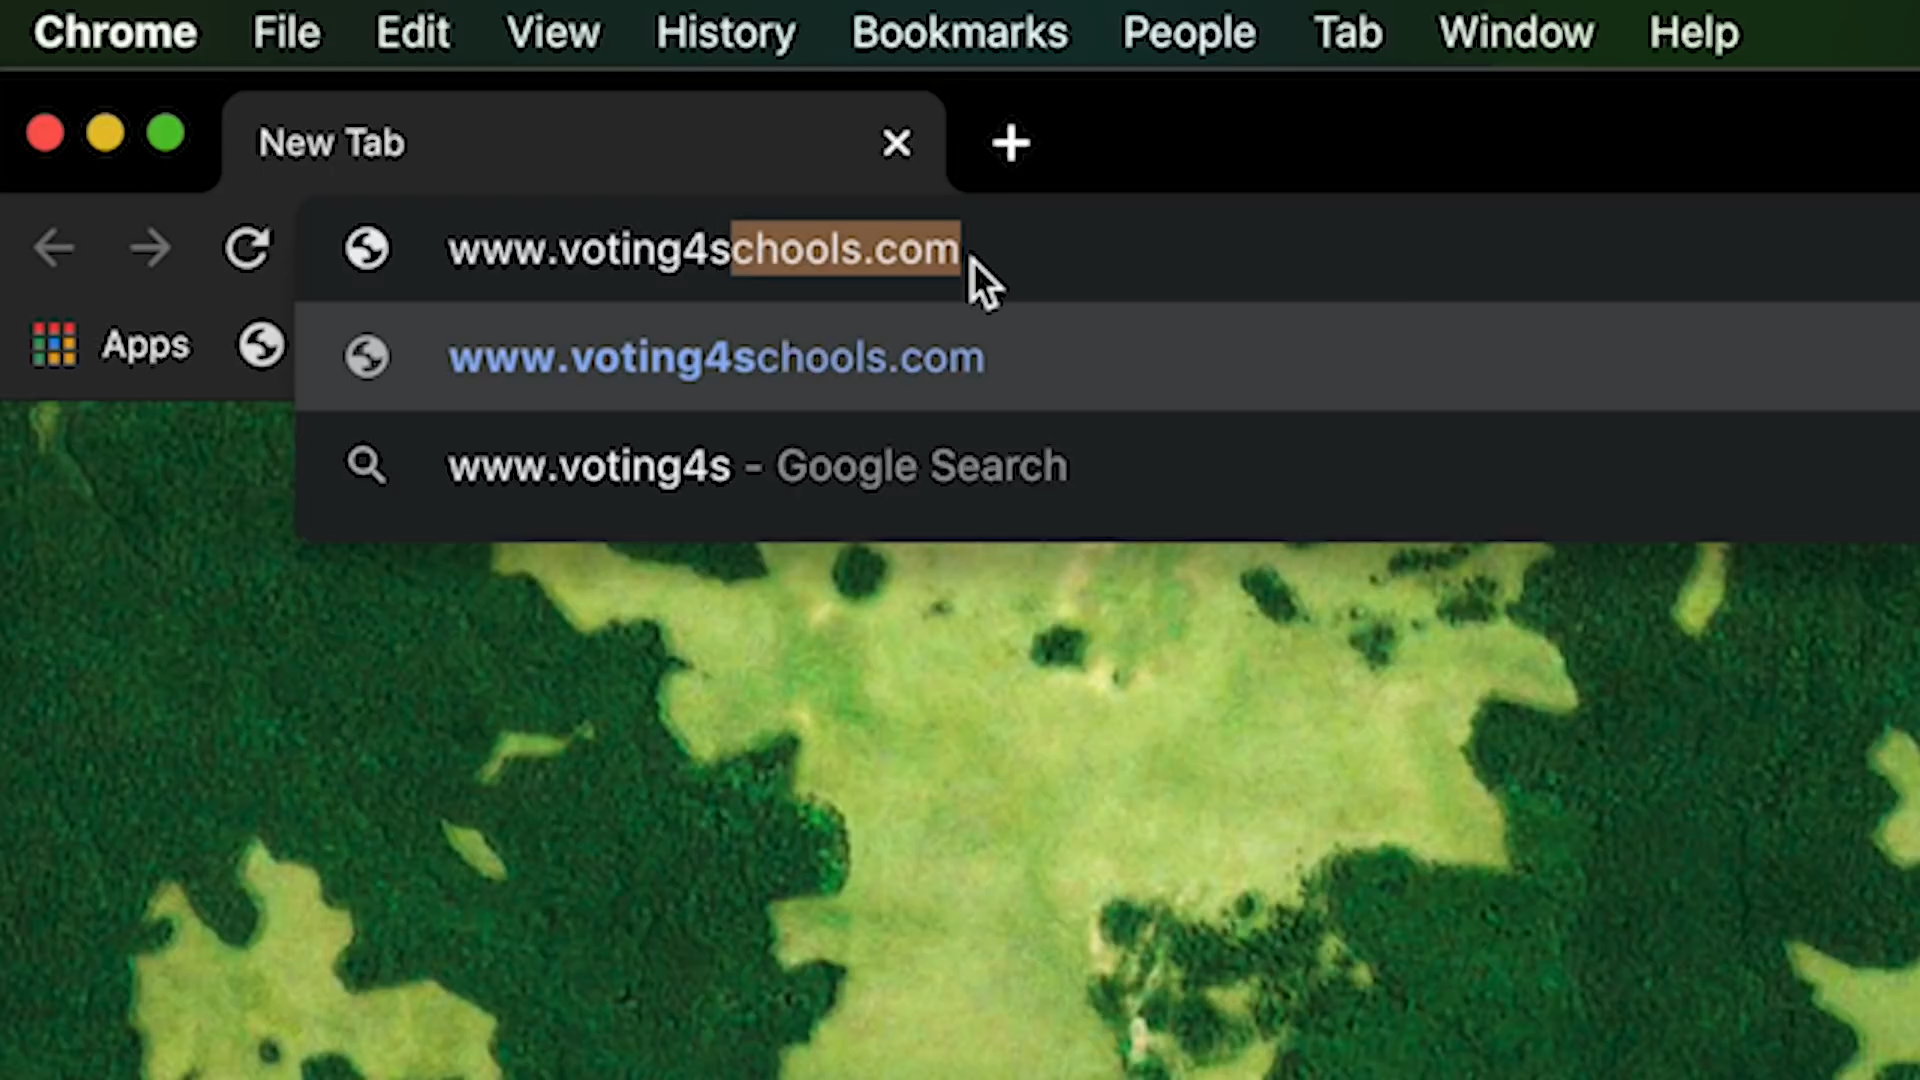 Chrome File Edit View History Bookmarks People Tab Window Help
New Tab
www.voting4schools.com
Apps
www.voting4schools.com
www.voting4s - Google Search